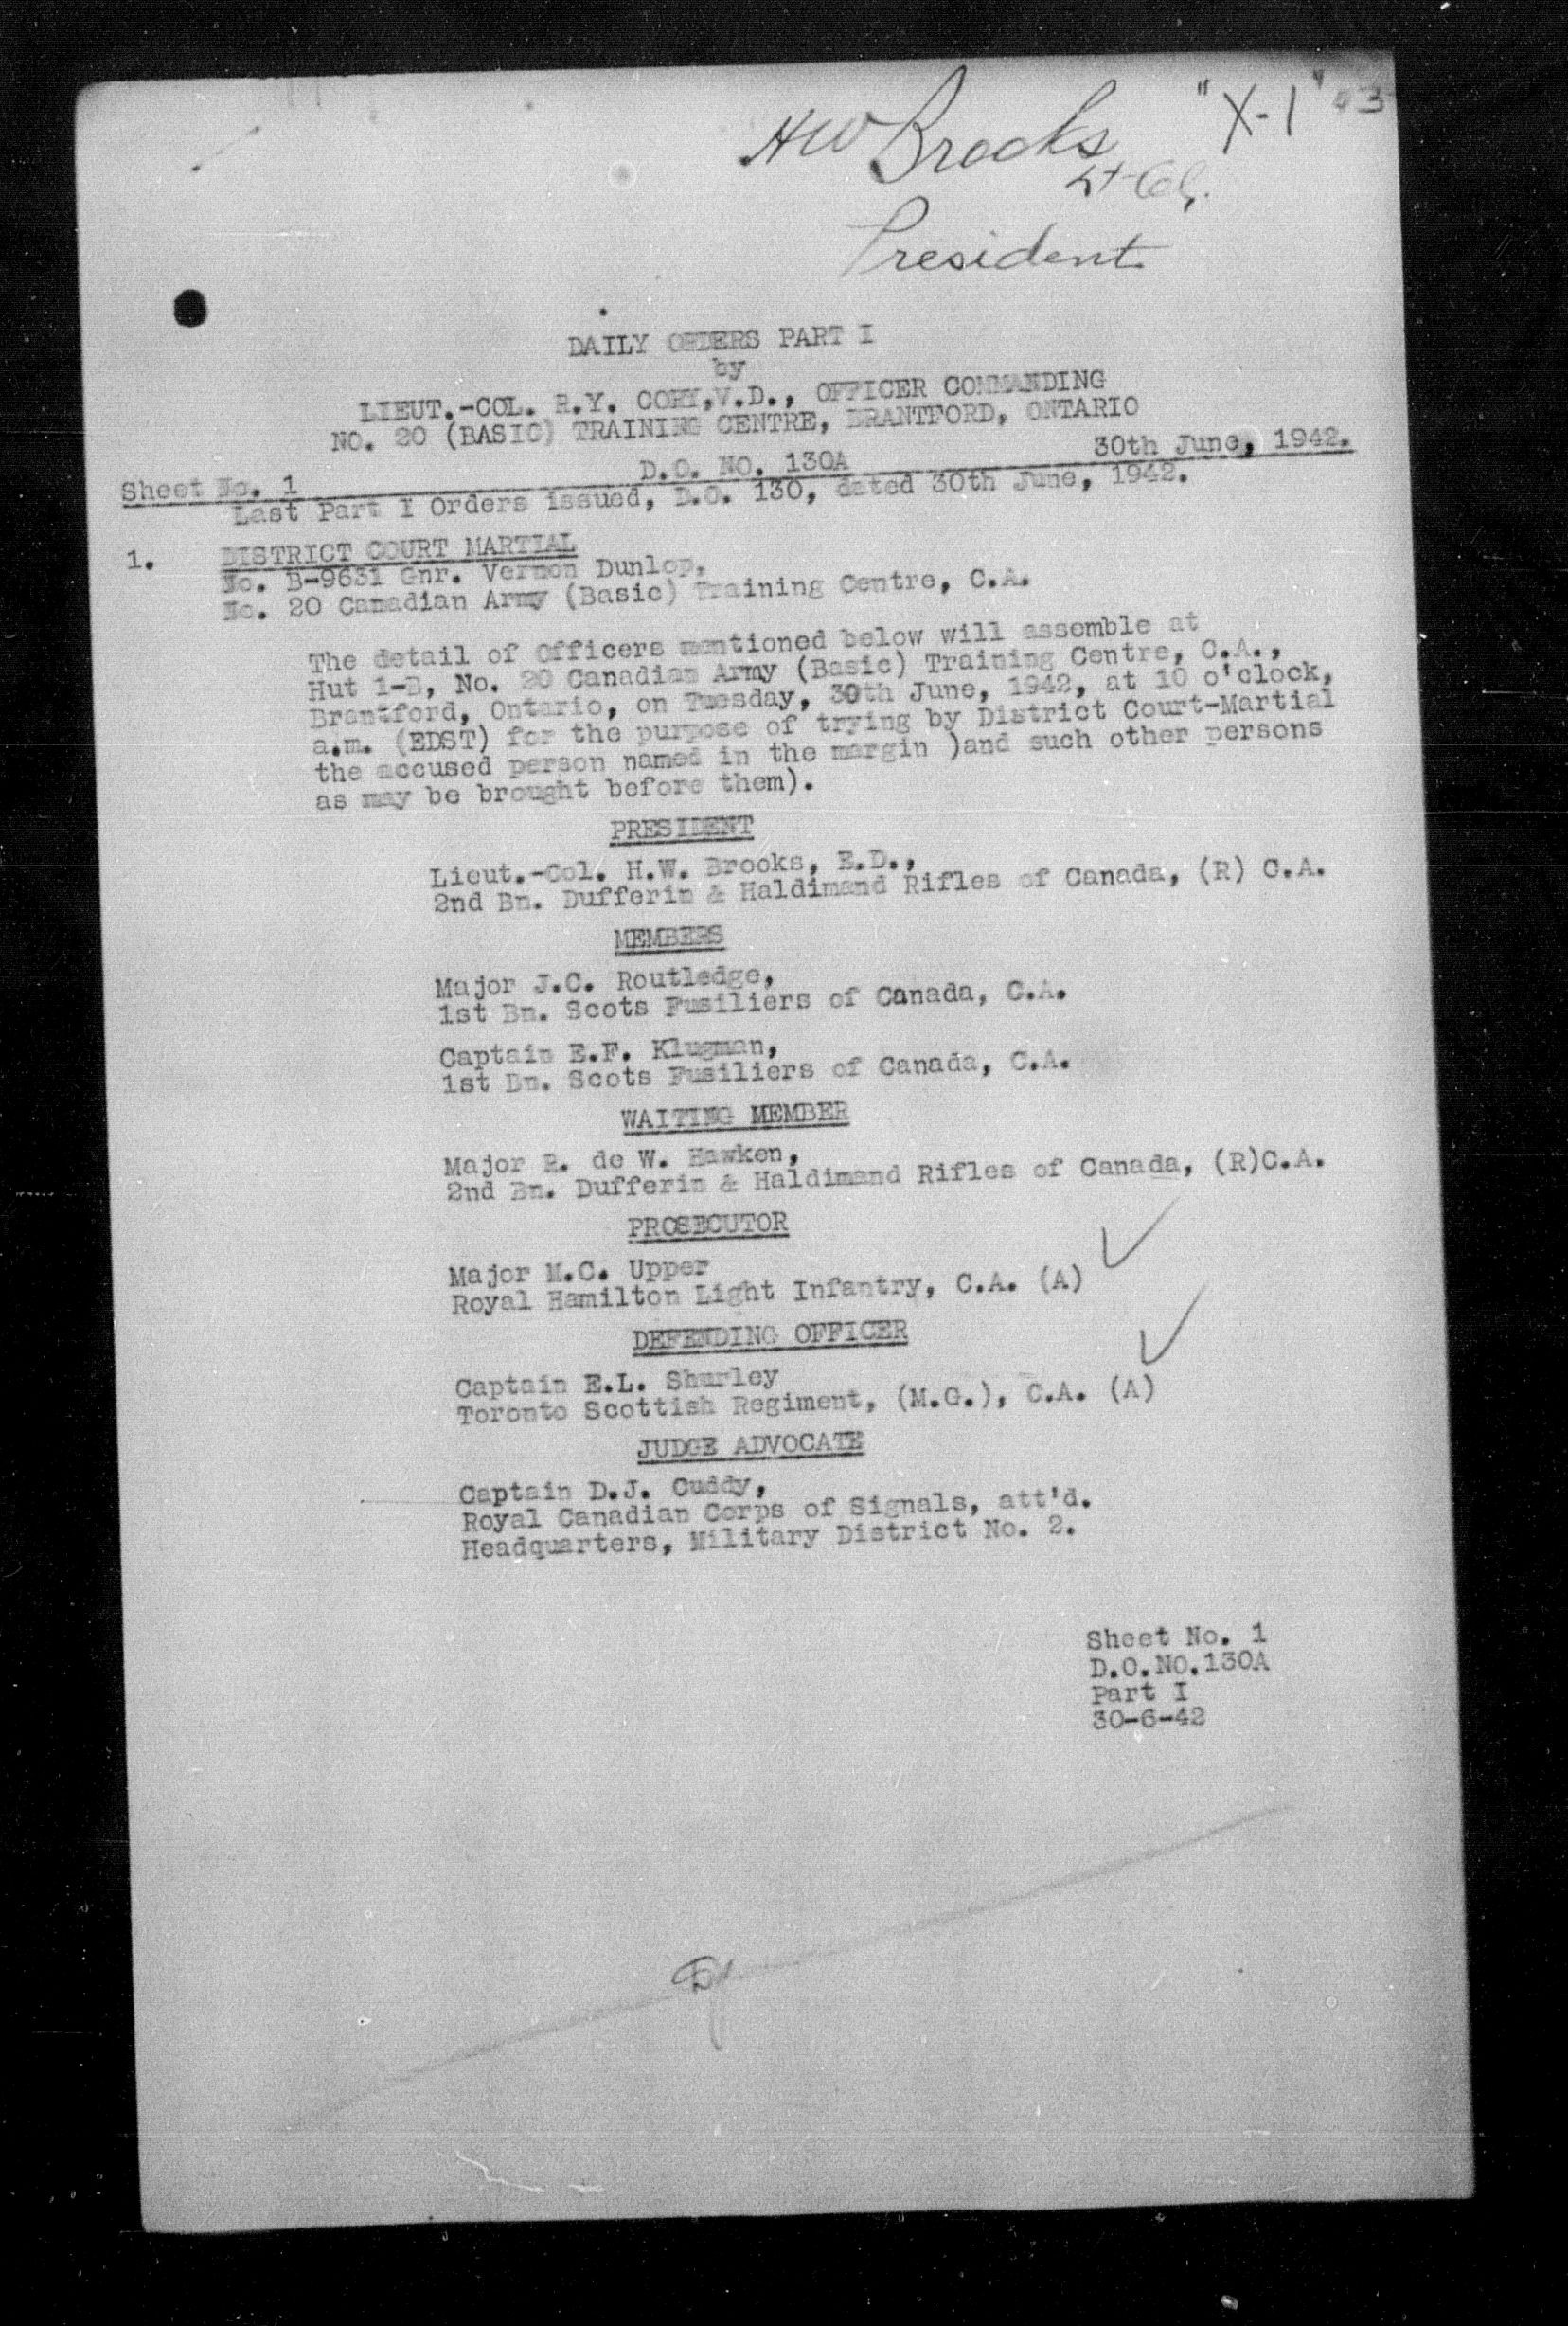 "X-1"
HW Brooks
Lt Col.
President
DAILY ORDERS PART I
by
LIEUT.-COL. R.Y. CORY,V.D., OFFICER COMMANDING
NO. 20 (BASIC) TRAINING CENTRE, BRANTFORD, ONTARIO
Sheet No. 1 D.O. NO. 130A 30th June, 1942.
Last Part I Orders issued, D.O. 130, dated 30th June, 1942.
1. DISTRICT COURT MARTIAL
No. B-9631 Gnr. Vernon Dunlop,
No. 20 Canadian Army (Basic) Training Centre, C.A.
The detail of Officers mentioned below will assemble at
Hut 1-D, No. 20 Canadian Army (Basic) Training Centre, C.A.,
Brantford, Ontario, on Tuesday, 30th June, 1942, at 10 o'clock,
a.m. (EDST) for the purpose of trying by District Court-Martial
the accused person named in the margin )and such other persons
as may be brought before them).
PRESIDENT
Lieut.-Col. H.W. Brooks, E.D.,
2nd Bn. Dufferin & Haldimand Rifles of Canada, (R) C.A.
MEMBERS
Major J.C. Routledge,
1st Bn. Scots Fusiliers of Canada, C.A.
Captain E.F. Klugman,
1st Bn. Scots Fusiliers of Canada, C.A.
WAITING MEMBER
Major R. de W. Hawken,
2nd Bn. Dufferin & Haldimand Rifles of Canada, (R)C.A.
PROSECUTOR
Major M.C. Upper
Royal Hamilton Light Infantry, C.A. (A)
DEFENDING OFFICER
Captain E.L. Shurley
Toronto Scottish Regiment, (M.G.), C.A. (A)
JUDGE ADVOCATE
Captain D.J. Cuddy,
Royal Canadian Corps of Signals, att'd.
Headquarters, Military District No. 2.
Sheet No. 1
D.O.NO.130A
Part I
30-6-42